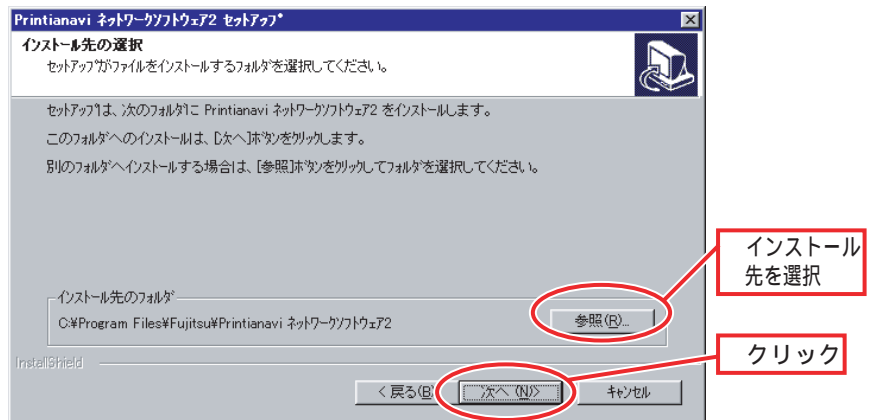 Printianavi ネットワークソフトウェア2 セットアップ
インストール先の選択
セットアップがファイルをインストールするフォルダを選択してください。
セットアップは、次のフォルダに Printianavi ネットワークソフトウェア2 をインストールします。
このフォルダへのインストールは、[次へ]ボタンをクリックします。
別のフォルダへインストールする場合は、[参照]ボタンをクリックしてフォルダを選択してください。
インストール
先を選択
インストール先のフォルダ
C:¥Program Files¥Fujitsu¥Printianavi ネットワークソフトウェア2
参照(R)...
クリック
InstallShield
< 戻る(B)
次へ (N)>
キャンセル